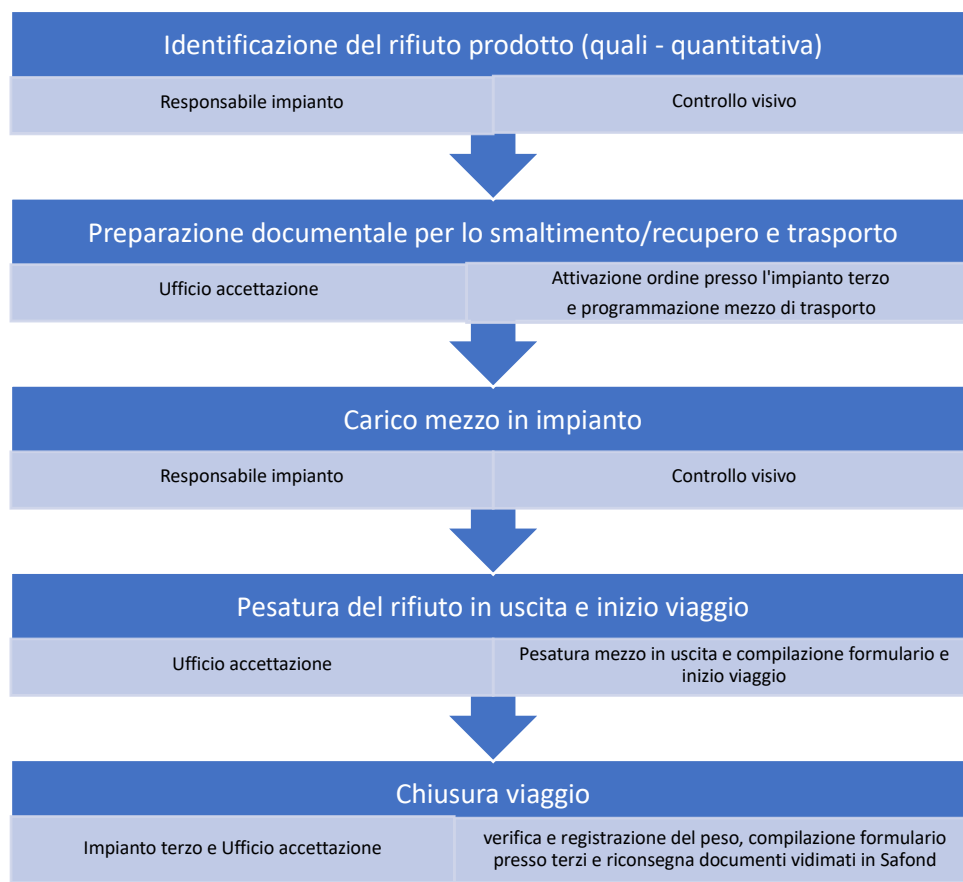 Identificazione del rifiuto prodotto (quali - quantitativa)
Responsabile impianto
Controllo visivo
Preparazione documentale per lo smaltimento/recupero e trasporto
Ufficio accettazione
Attivazione ordine presso l'impianto terzo
e programmazione mezzo di trasporto
Carico mezzo in impianto
Responsabile impianto
Controllo visivo
Pesatura del rifiuto in uscita e inizio viaggio
Ufficio accettazione
Pesatura mezzo in uscita e compilazione formulario e
inizio viaggio
Chiusura viaggio
Impianto terzo e Ufficio accettazione
verifica e registrazione del peso, compilazione formulario
presso terzi e riconsegna documenti vidimati in Safond